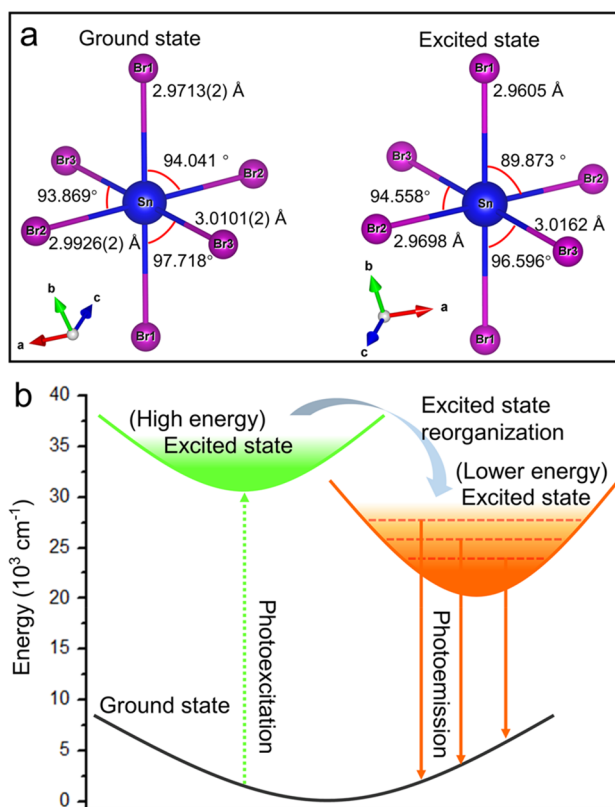 a
Ground state
Excited state
Br1
2.9713(2) Å
Br3
94.041 °
Br2
93.869°
Sn
Br2
3.0101(2) Å
2.9926(2) Å
Br3
97.718°
b
c
a
Br1
Br1
2.9605 Å
Br3
89.873 °
Br2
94.558°
Sn
Br2
3.0162 Å
2.9698 Å
Br3
96.596°
b
a
c
Br1
b
40
35
30
25
20
15
10
5
0
Energy (10³ cm⁻¹)
(High energy)
Excited state
Excited state
reorganization
(Lower energy)
Excited state
Photoexcitation
Photoemission
Ground state